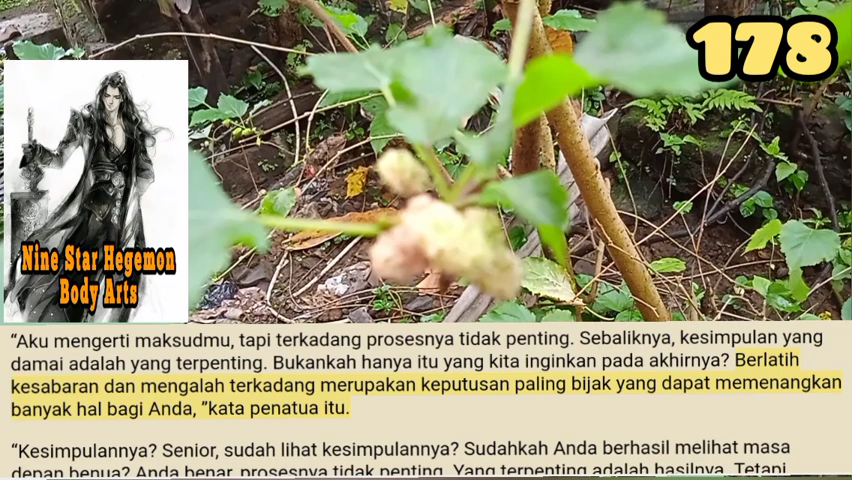 178
Nine Star Hegemon
Body Arts
“Aku mengerti maksudmu, tapi terkadang prosesnya tidak penting. Sebaliknya, kesimpulan yang
damai adalah yang terpenting. Bukankah hanya itu yang kita inginkan pada akhirnya? Berlatih
kesabaran dan mengalah terkadang merupakan keputusan paling bijak yang dapat memenangkan
banyak hal bagi Anda, ”kata penatua itu.
“Kesimpulannya? Senior, sudah lihat kesimpulannya? Sudahkah Anda berhasil melihat masa
depan benua? Anda benar, prosesnya tidak penting. Yang terpenting adalah hasilnya. Tetapi